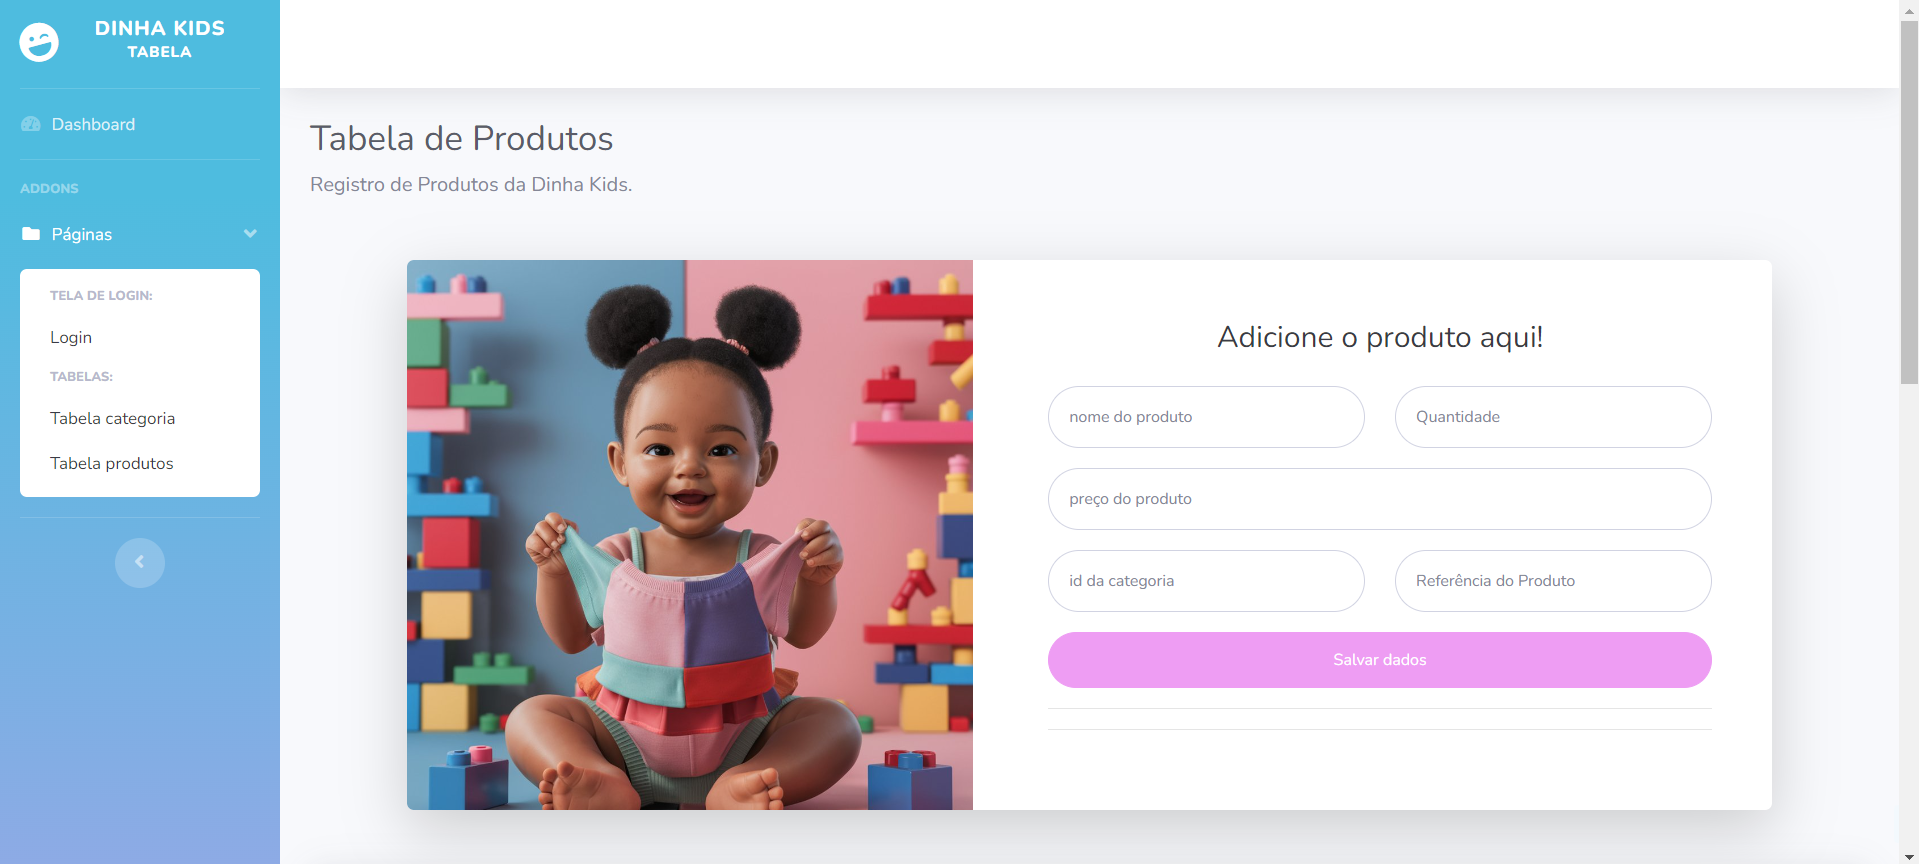 DINHA KIDS
TABELA
Dashboard
ADDONS
Páginas
TELA DE LOGIN:
Login
TABELAS:
Tabela categoria
Tabela produtos
Tabela de Produtos
Registro de Produtos da Dinha Kids.
Adicione o produto aqui!
nome do produto
Quantidade
preço do produto
id da categoria
Referência do Produto
Salvar dados